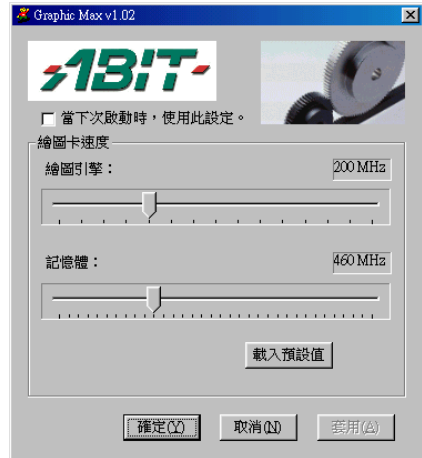 Graphic Max v1.02
ABIT
當下次啟動時，使用此設定。
繪圖卡速度
繪圖引擎：
200 MHz
記憶體：
460 MHz
載入預設值
確定(Y) 取消(N) 套用(A)